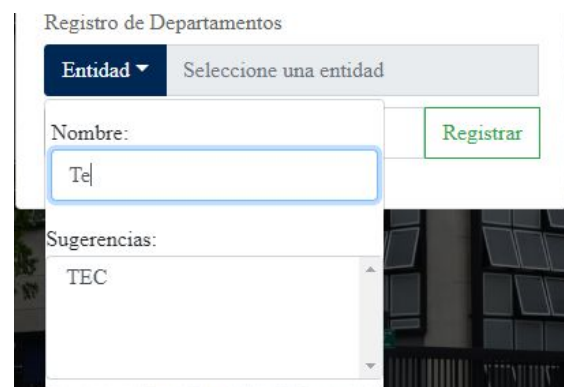 Registro de Departamentos
Entidad Seleccione una entidad
Nombre:
Registrar
Te
Sugerencias:
TEC